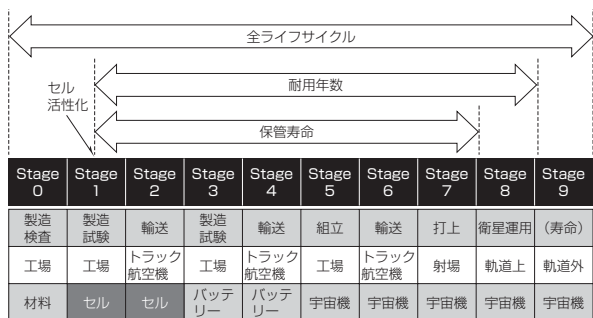 全ライフサイクル
耐用年数
セル
活性化
保管寿命
Stage Stage Stage Stage Stage Stage Stage Stage Stage Stage
0 1 2 3 4 5 6 7 8 9
製造 製造 輸送 製造 輸送 組立 輸送 打上 衛星運用 (寿命)
検査 試験 試験
工場 工場 トラック 工場 トラック 工場 トラック 射場 軌道上 軌道外
航空機 航空機 航空機
材料 セル セル バッテ バッテ 宇宙機 宇宙機 宇宙機 宇宙機 宇宙機
リー リー